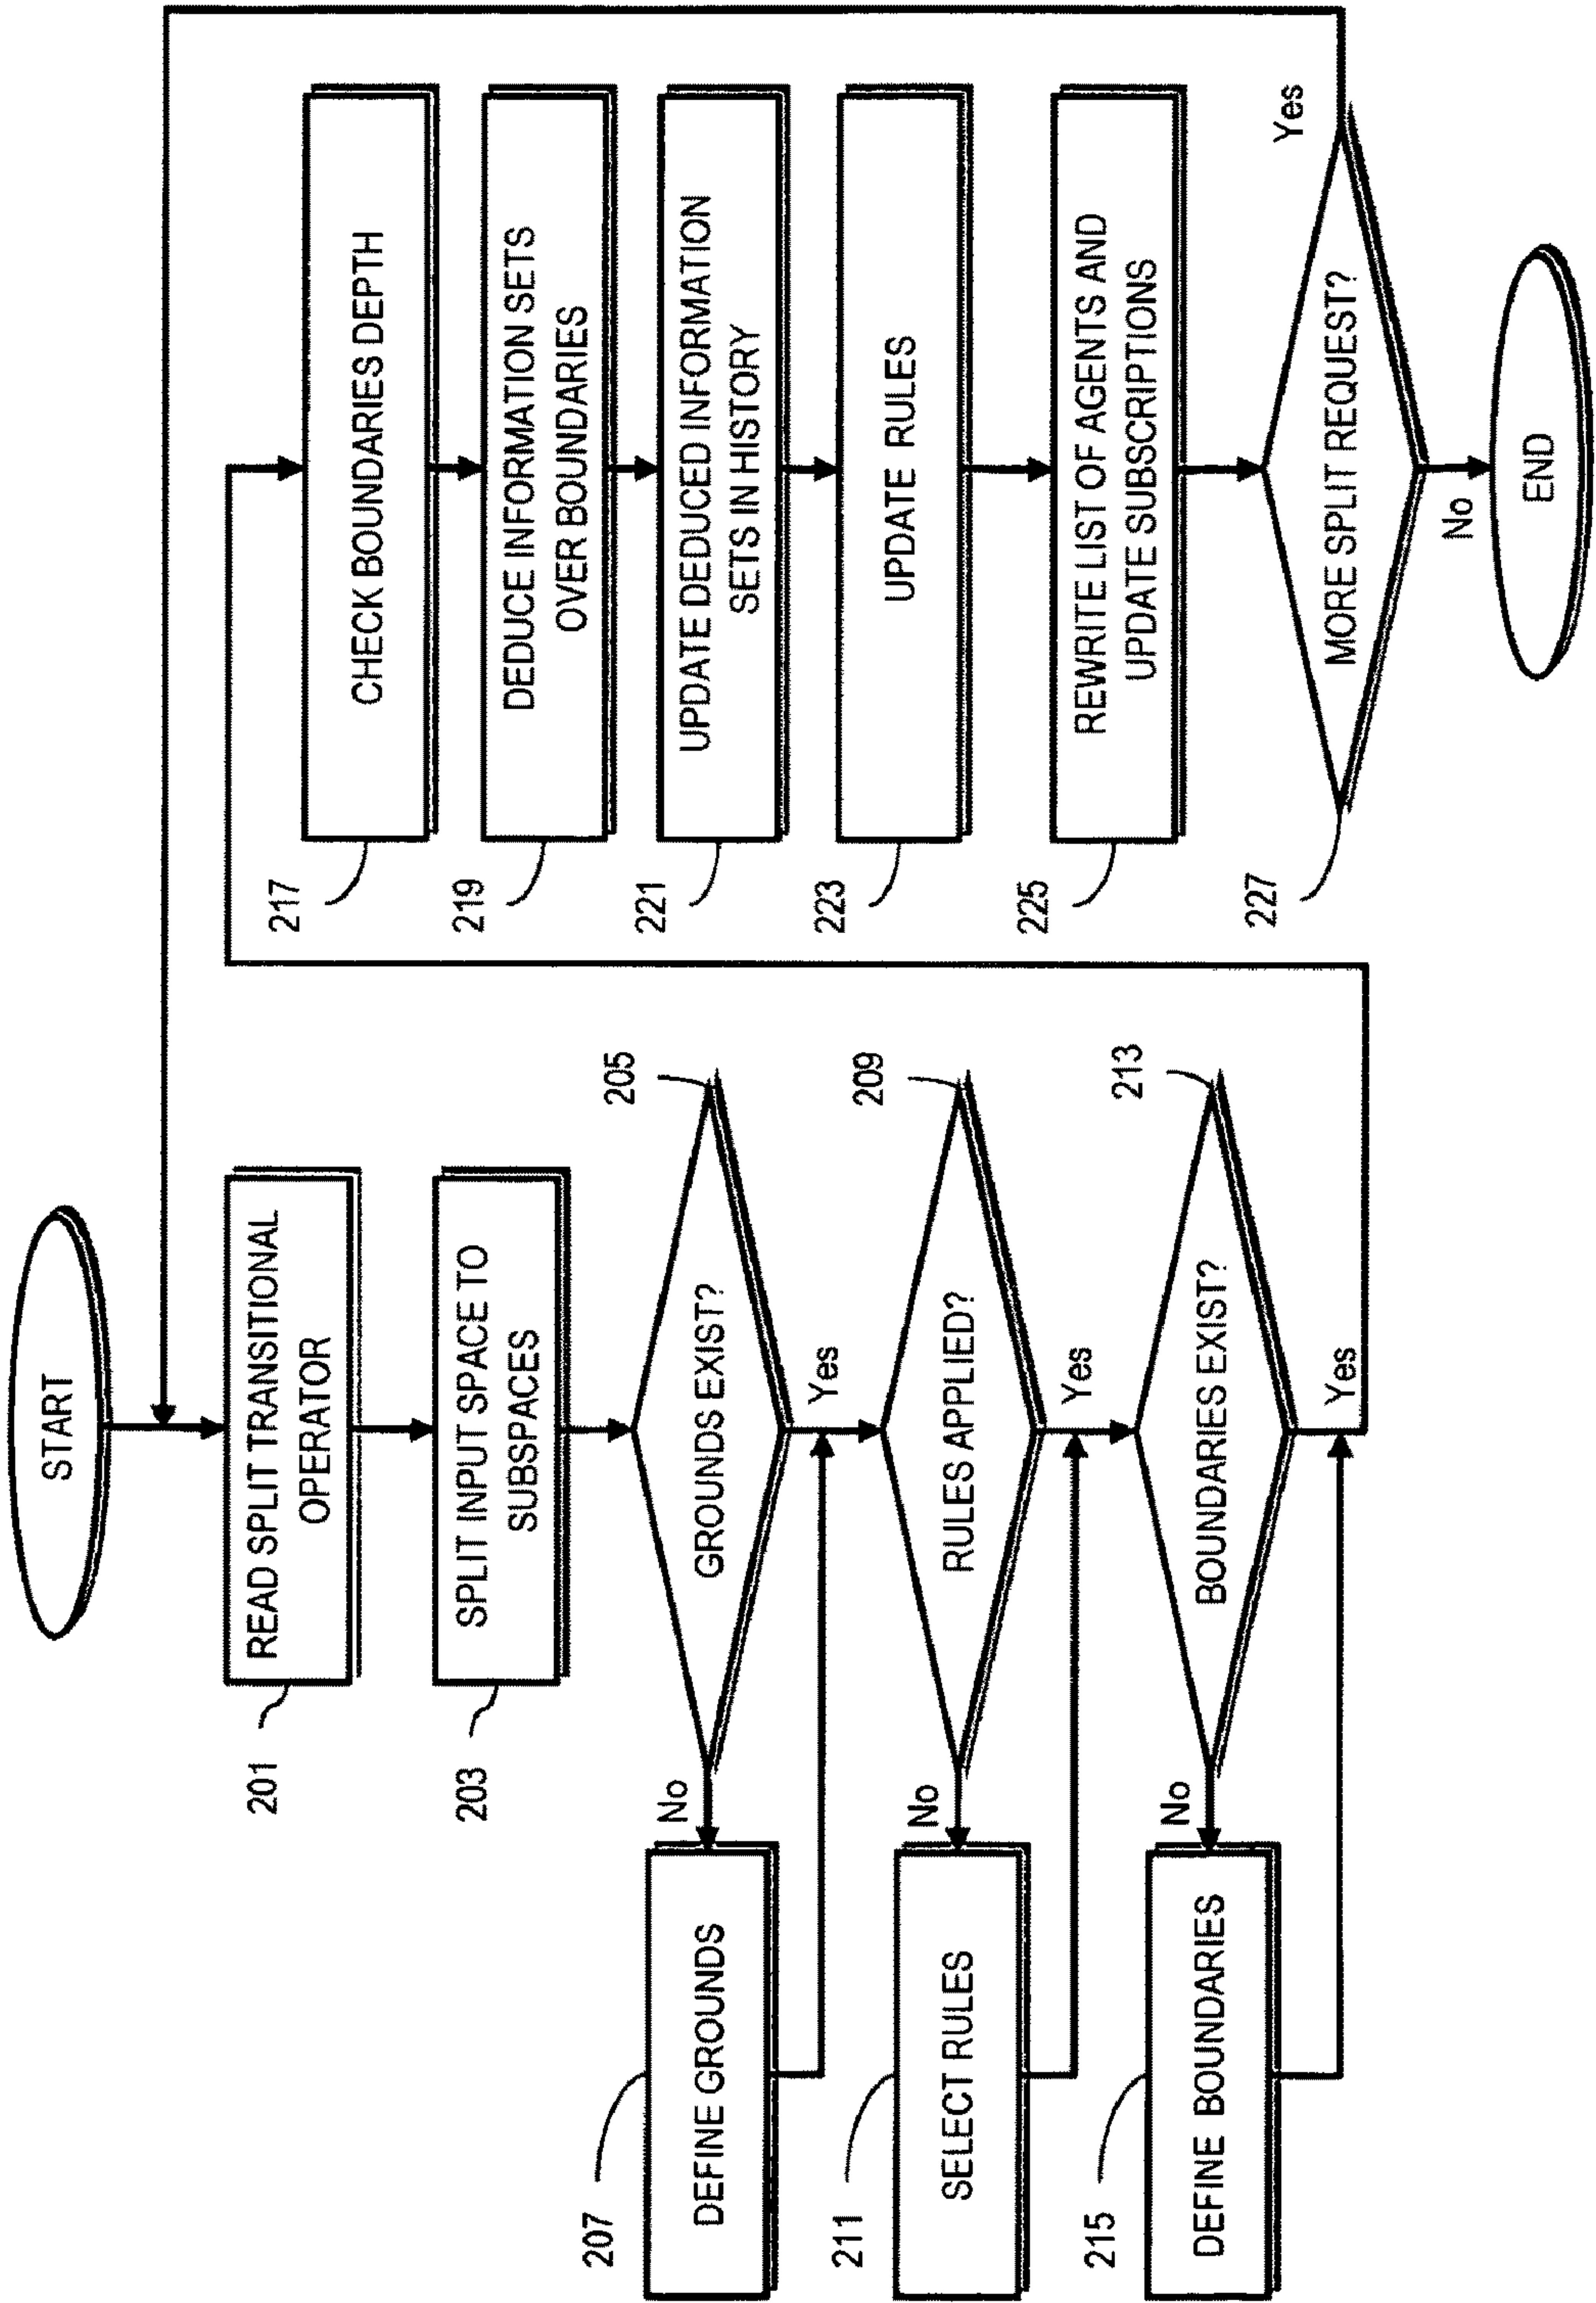 START
READ SPLIT TRANSITIONAL
OPERATOR
201
SPLIT INPUT SPACE TO
SUBSPACES
203
GROUNDS EXIST?
205
No
Yes
DEFINE GROUNDS
207
RULES APPLIED?
209
No
Yes
SELECT RULES
211
BOUNDARIES EXIST?
213
No
Yes
DEFINE BOUNDARIES
215
CHECK BOUNDARIES DEPTH
217
DEDUCE INFORMATION SETS
OVER BOUNDARIES
219
UPDATE DEDUCED INFORMATION
SETS IN HISTORY
221
UPDATE RULES
223
REWRITE LIST OF AGENTS AND
UPDATE SUBSCRIPTIONS
225
MORE SPLIT REQUEST?
227
Yes
No
END